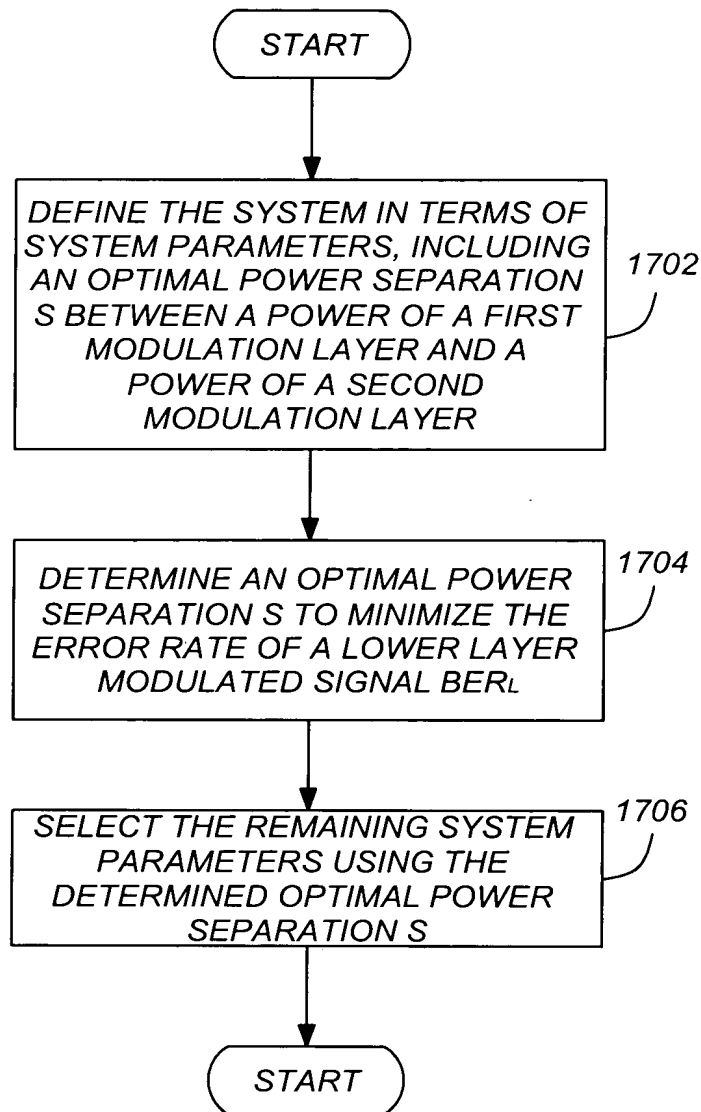 START
DEFINE THE SYSTEM IN TERMS OF
SYSTEM PARAMETERS, INCLUDING
AN OPTIMAL POWER SEPARATION
S BETWEEN A POWER OF A FIRST
MODULATION LAYER AND A
POWER OF A SECOND
MODULATION LAYER
1702
DETERMINE AN OPTIMAL POWER
SEPARATION S TO MINIMIZE THE
ERROR RATE OF A LOWER LAYER
MODULATED SIGNAL BERL
1704
SELECT THE REMAINING SYSTEM
PARAMETERS USING THE
DETERMINED OPTIMAL POWER
SEPARATION S
1706
START